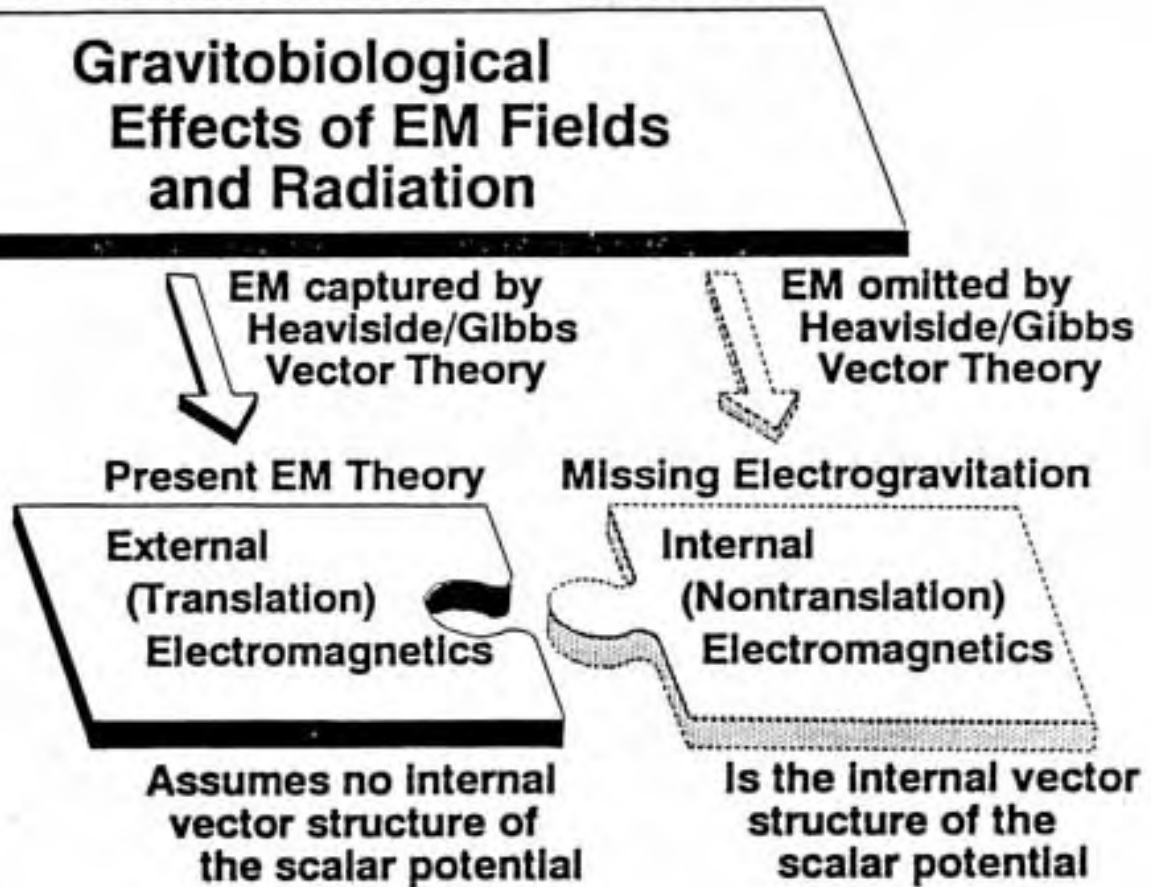 Gravitobiological
Effects of EM Fields
and Radiation
EM captured by
Heaviside/Gibbs
Vector Theory
EM omitted by
Heaviside/Gibbs
Vector Theory
Present EM Theory
Missing Electrogravitation
External
(Translation)
Electromagnetics
Internal
(Nontranslation)
Electromagnetics
Assumes no internal
vector structure of
the scalar potential
Is the internal vector
structure of the
scalar potential